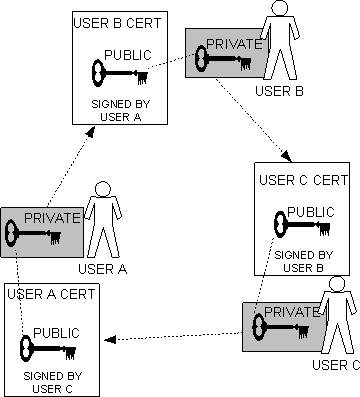 USER B CERT
PUBLIC
SIGNED BY
USER A
PRIVATE
USER B
USER C CERT
PUBLIC
SIGNED BY
USER B
PRIVATE
USER A
USER A CERT
PUBLIC
SIGNED BY
USER C
PRIVATE
USER C